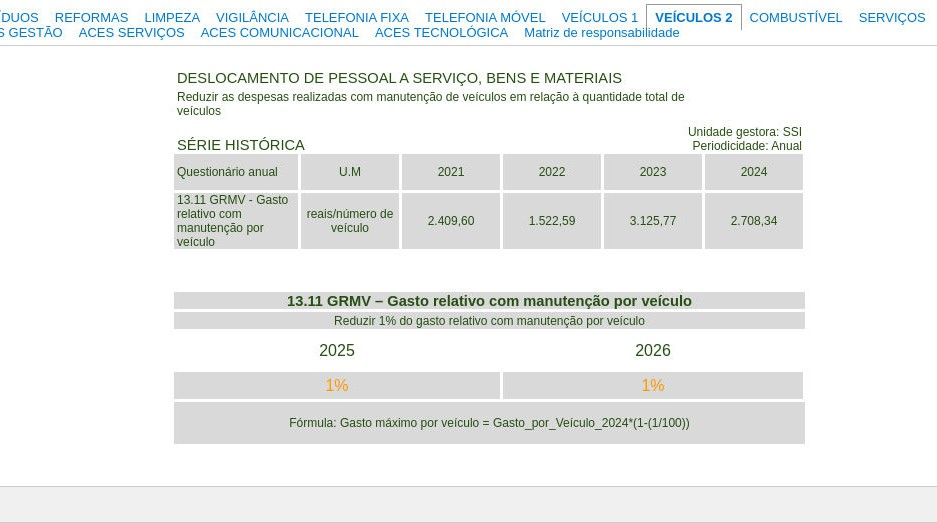 ÍDUOS REFORMAS LIMPEZA VIGILÂNCIA TELEFONIA FIXA TELEFONIA MÓVEL VEÍCULOS 1 VEÍCULOS 2 COMBUSTÍVEL SERVIÇOS
S GESTÃO ACES SERVIÇOS ACES COMUNICACIONAL ACES TECNOLÓGICA Matriz de responsabilidade
DESLOCAMENTO DE PESSOAL A SERVIÇO, BENS E MATERIAIS
Reduzir as despesas realizadas com manutenção de veículos em relação à quantidade total de
veículos
Unidade gestora: SSI
SÉRIE HISTÓRICA Periodicidade: Anual
Questionário anual U.M 2021 2022 2023 2024
13.11 GRMV - Gasto
relativo com
manutenção por
veículo
reais/número de
veículo
2.409,60 1.522,59 3.125,77 2.708,34
13.11 GRMV – Gasto relativo com manutenção por veículo
Reduzir 1% do gasto relativo com manutenção por veículo
2025 2026
1% 1%
Fórmula: Gasto máximo por veículo = Gasto_por_Veículo_2024*(1-(1/100))